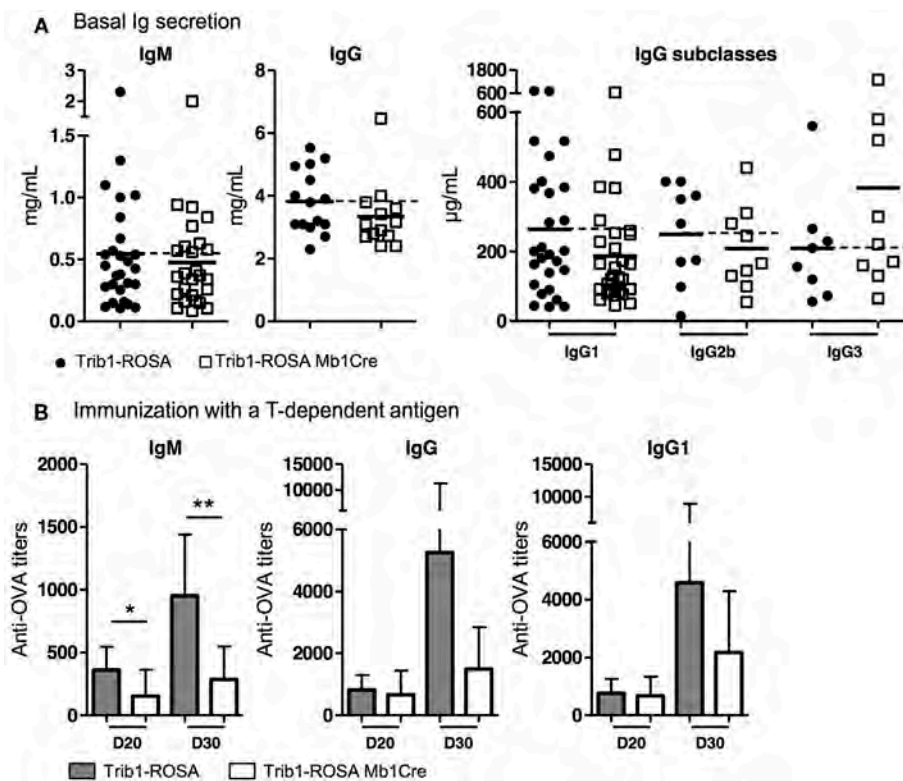 A Basal Ig secretion
IgM IgG IgG subclasses
3
2
1.5
1.0
0.5
0.0
mg/mL
8
6
4
2
0
mg/mL
1800
600
600
400
200
0
µg/mL
IgG1 IgG2b IgG3
Trib1-ROSA Trib1-ROSA Mb1Cre
B Immunization with a T-dependent antigen
IgM IgG IgG1
2000
1500
1000
500
0
Anti-OVA titers
* **
D20 D30
15000
10000
6000
4000
2000
0
Anti-OVA titers
D20 D30
15000
10000
6000
4000
2000
0
Anti-OVA titers
D20 D30
Trib1-ROSA Trib1-ROSA Mb1Cre